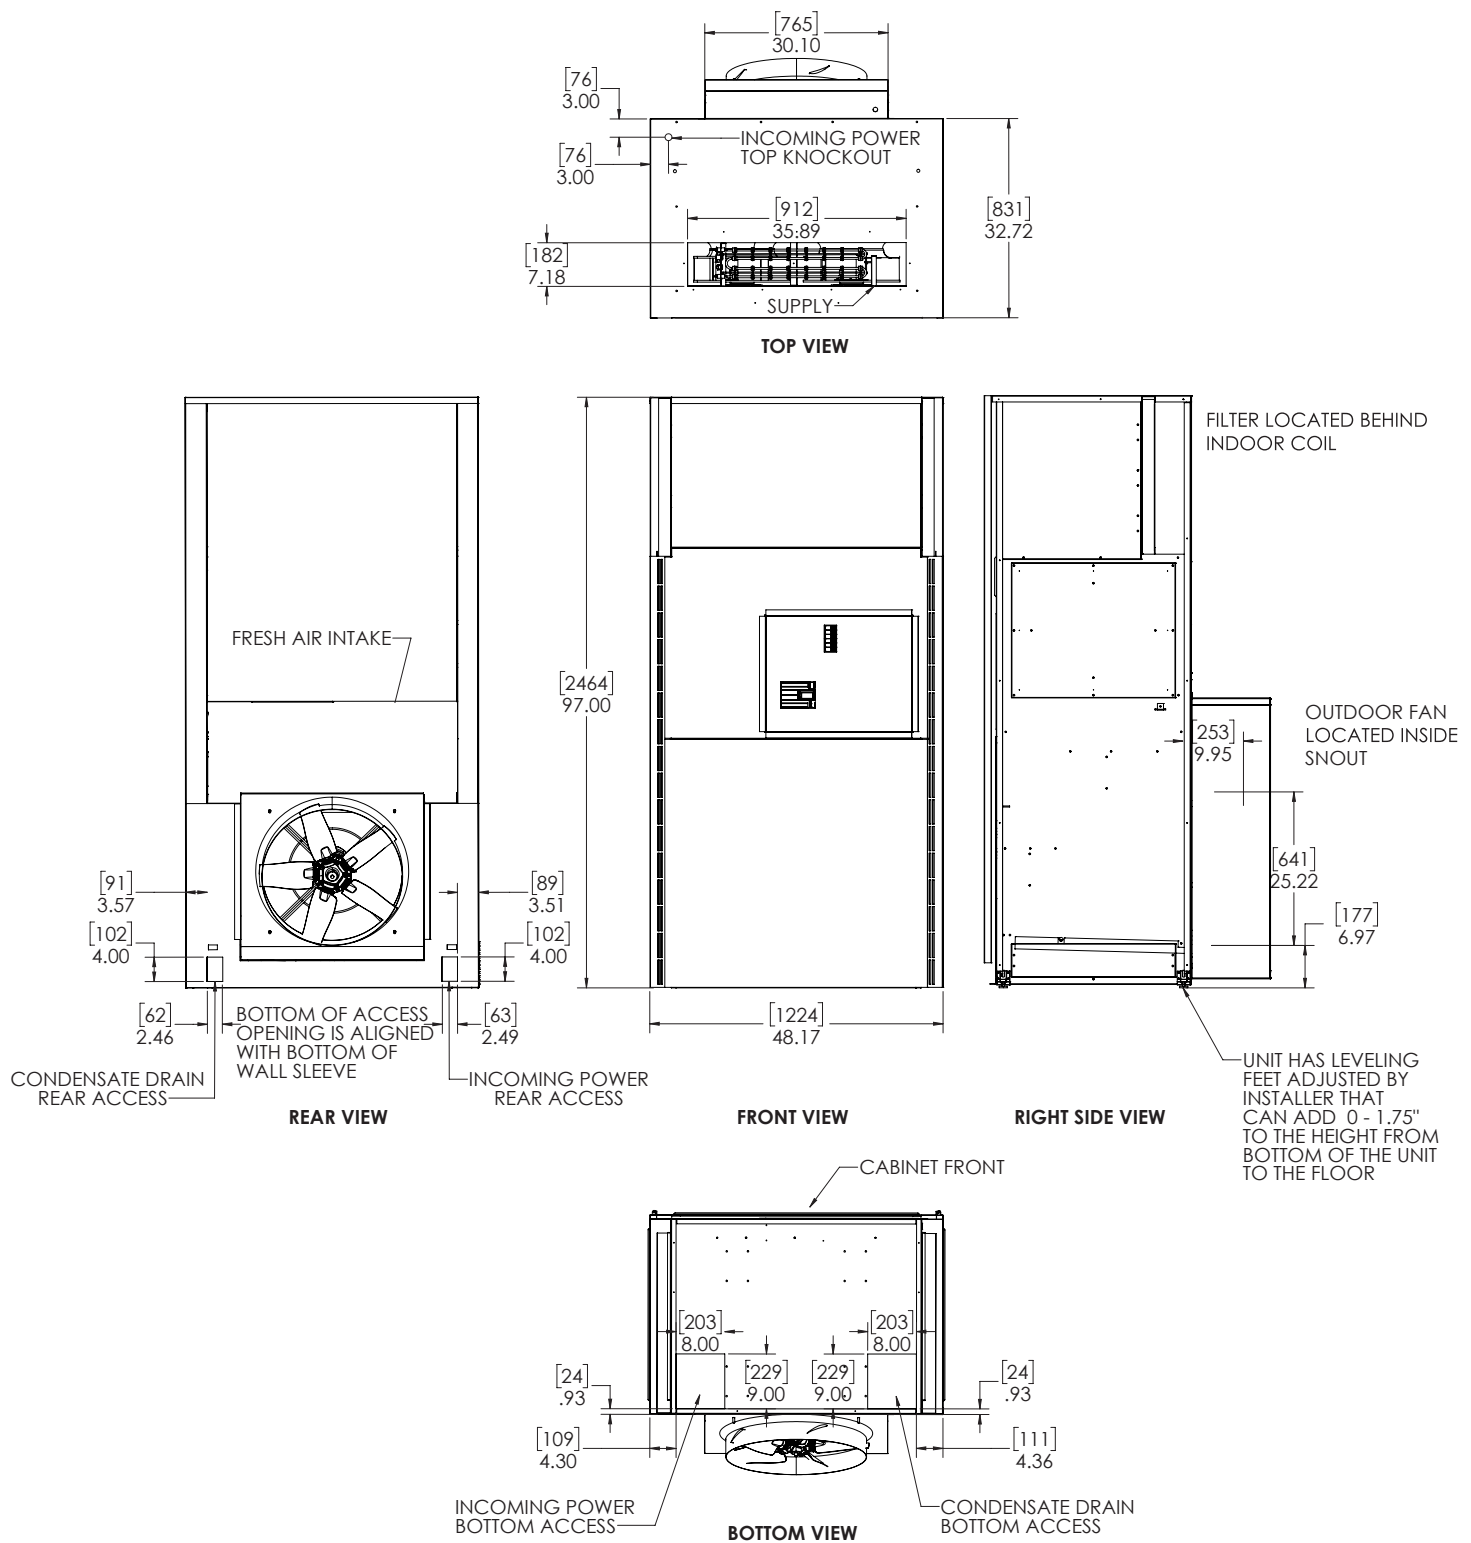 [765]
30.10
[76]
3.00
INCOMING POWER
TOP KNOCKOUT
[76]
3.00
[912]
35.89
[831]
32.72
[182]
7.18
SUPPLY
TOP VIEW
FILTER LOCATED BEHIND
INDOOR COIL
FRESH AIR INTAKE
[2464]
97.00
OUTDOOR FAN
LOCATED INSIDE
SNOUT
[253]
9.95
[641]
25.22
[177]
6.97
[91]
3.57
[89]
3.51
[102]
4.00
[102]
4.00
[62]
2.46
BOTTOM OF ACCESS
OPENING IS ALIGNED
WITH BOTTOM OF
WALL SLEEVE
[63]
2.49
[1224]
48.17
CONDENSATE DRAIN
REAR ACCESS
INCOMING POWER
REAR ACCESS
UNIT HAS LEVELING
FEET ADJUSTED BY
INSTALLER THAT
CAN ADD 0 - 1.75"
TO THE HEIGHT FROM
BOTTOM OF THE UNIT
TO THE FLOOR
REAR VIEW
FRONT VIEW
RIGHT SIDE VIEW
CABINET FRONT
[203]
8.00
[203]
8.00
[229]
9.00
[229]
9.00
[24]
.93
[24]
.93
[109]
4.30
[111]
4.36
INCOMING POWER
BOTTOM ACCESS
CONDENSATE DRAIN
BOTTOM ACCESS
BOTTOM VIEW